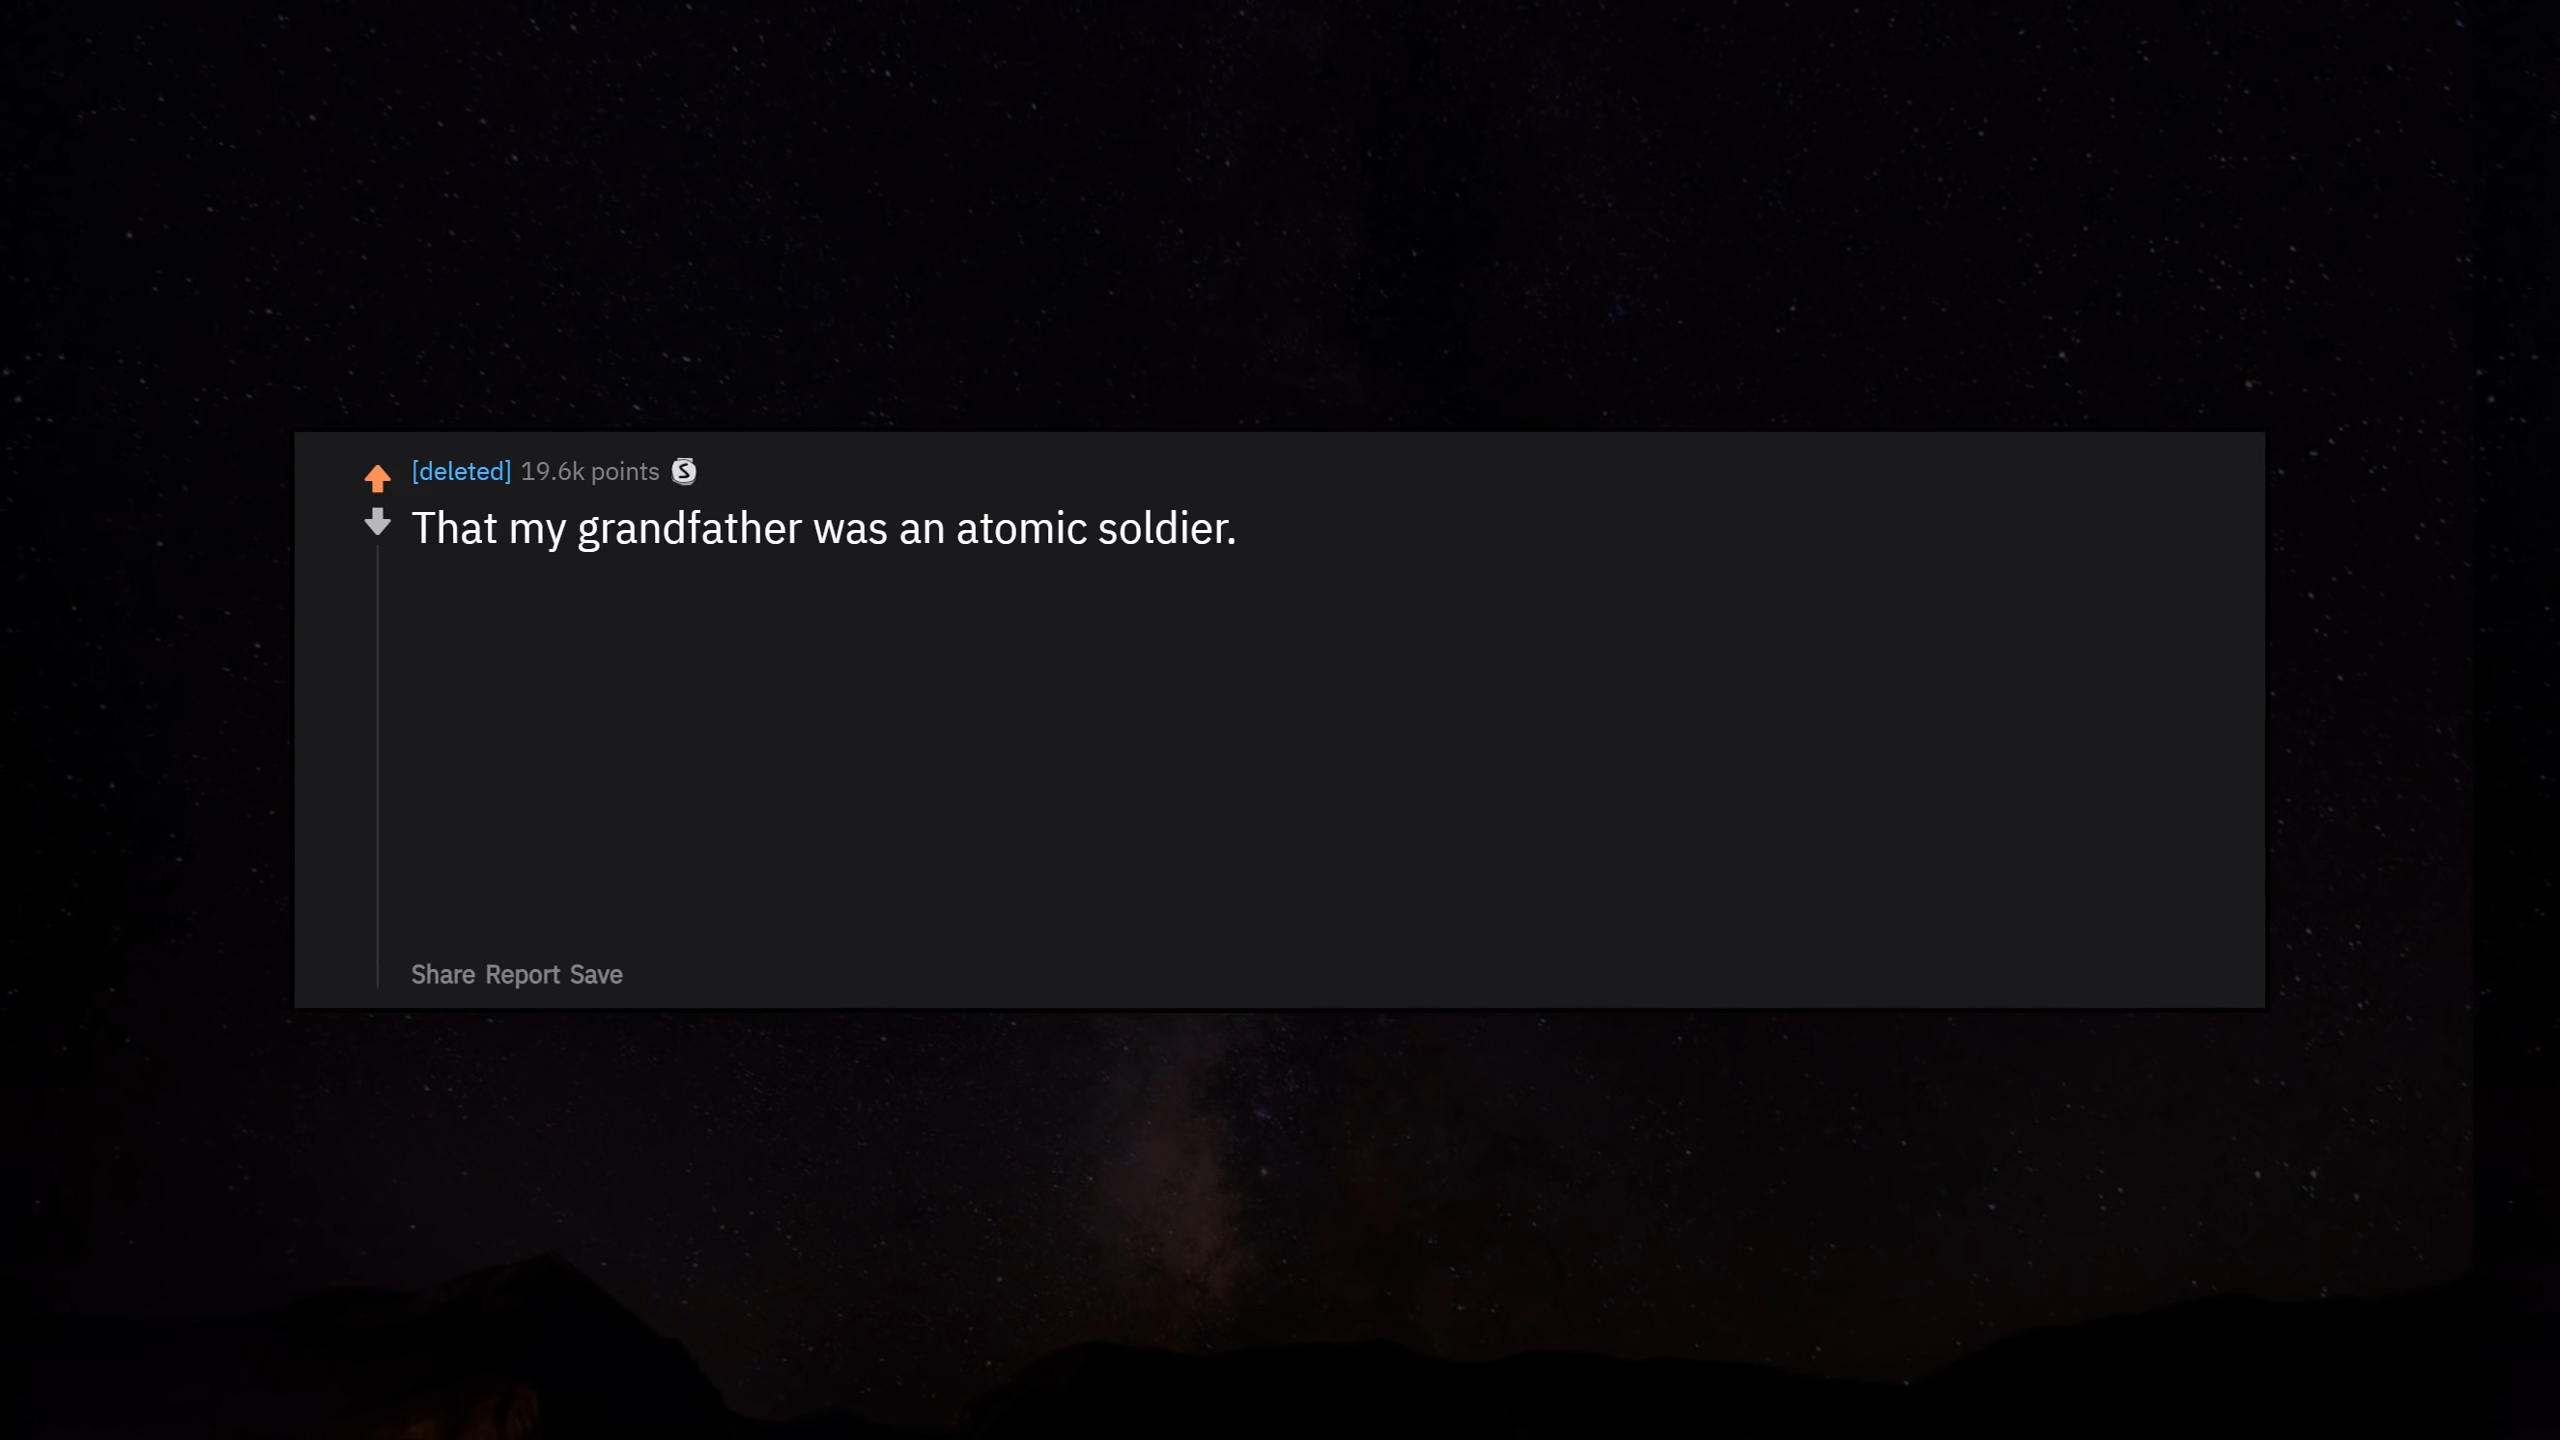 [deleted] 19.6k points S
That my grandfather was an atomic soldier.
Share Report Save